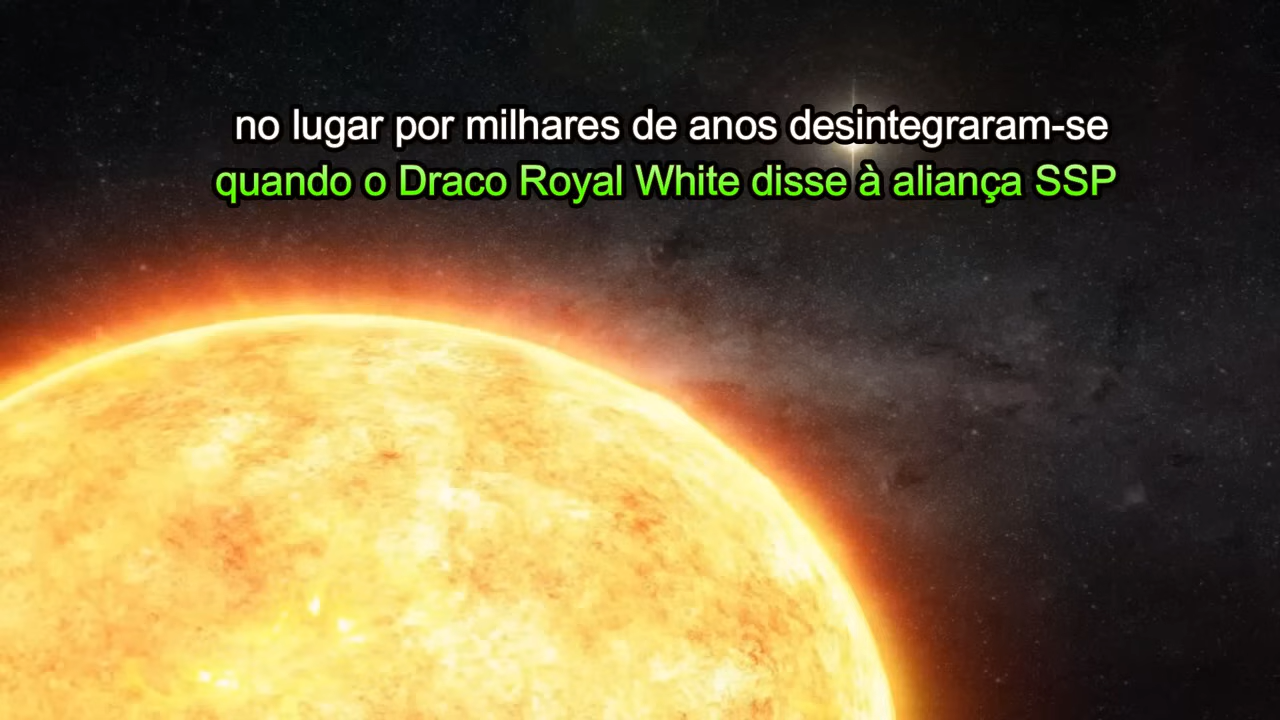 no lugar por milhares de anos desintegraram-se
quando o Draco Royal White disse à aliança SSP